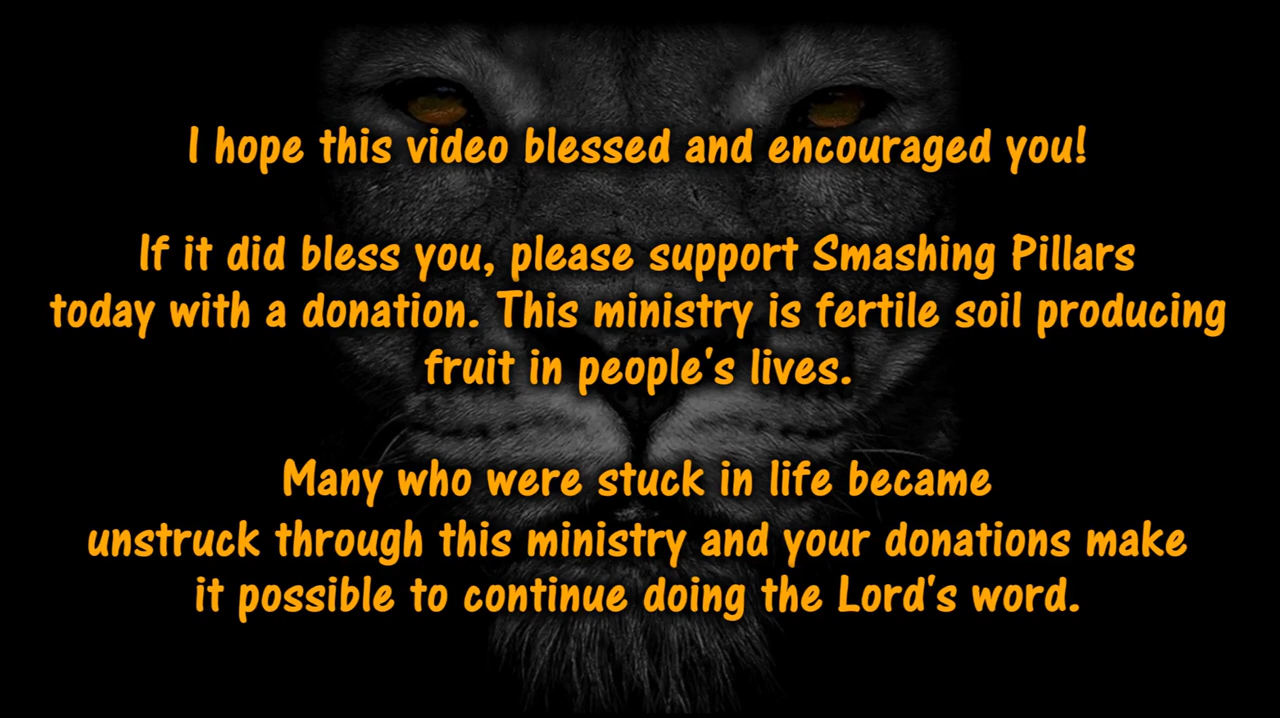 I hope this video blessed and encouraged you!
If it did bless you, please support Smashing Pillars
today with a donation. This ministry is fertile soil producing
fruit in people's lives.
Many who were stuck in life became
unstruck through this ministry and your donations make
it possible to continue doing the Lord's word.